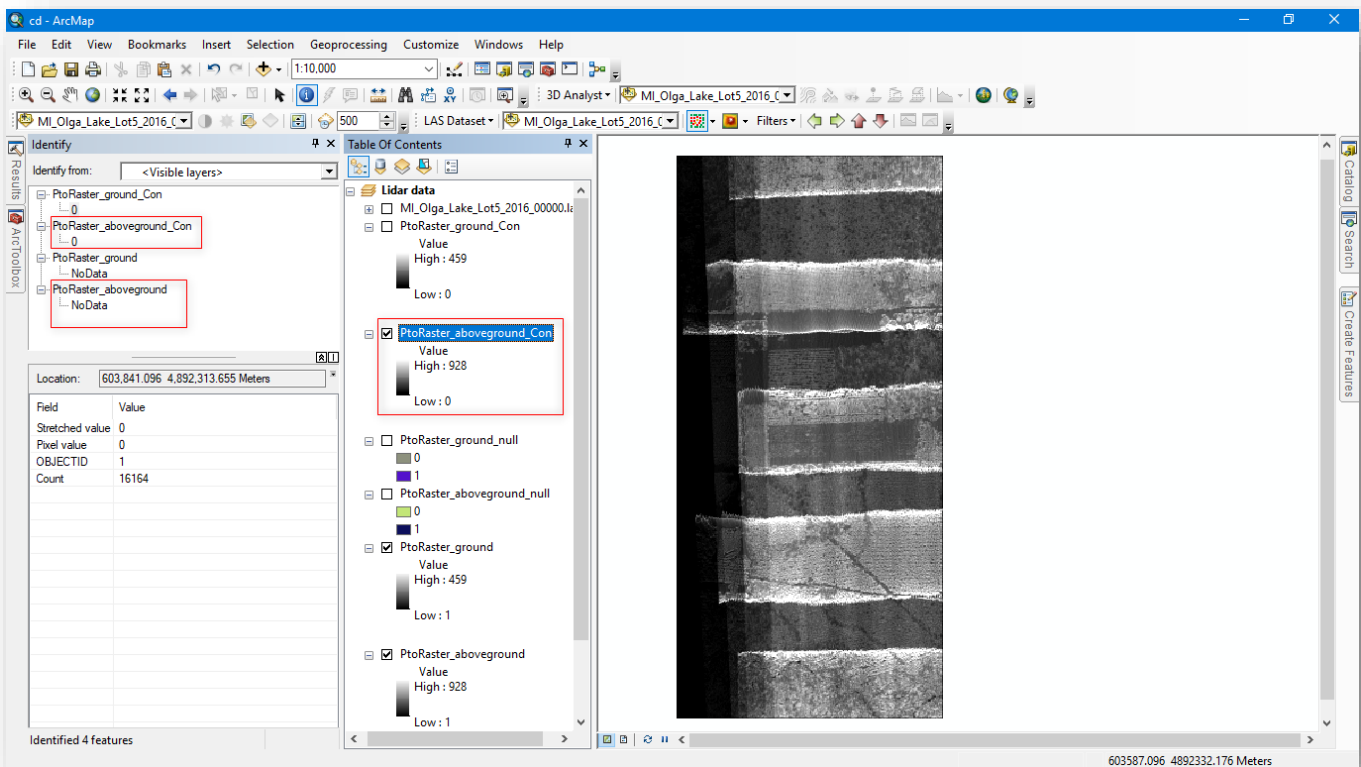 cd - ArcMap
File Edit View Bookmarks Insert Selection Geoprocessing Customize Windows Help
1:10,000
3D Analyst MI_Olga_Lake_Lot5_2016_C
MI_Olga_Lake_Lot5_2016_C 500 LAS Dataset MI_Olga_Lake_Lot5_2016_C Filters
Results
ArcToolbox
Identify
Identify from: <Visible layers>
PtoRaster_ground_Con
0
PtoRaster_aboveground_Con
0
PtoRaster_ground
NoData
PtoRaster_aboveground
NoData
Location: 603,841.096 4,892,313.655 Meters
Field Value
Stretched value 0
Pixel value 0
OBJECTID 1
Count 16164
Identified 4 features
Table Of Contents
Lidar data
MI_Olga_Lake_Lot5_2016_00000.la
PtoRaster_ground_Con
Value
High : 459
Low : 0
PtoRaster_aboveground_Con
Value
High : 928
Low : 0
PtoRaster_ground_null
0
1
PtoRaster_aboveground_null
0
1
PtoRaster_ground
Value
High : 459
Low : 1
PtoRaster_aboveground
Value
High : 928
Low : 1
Catalog
Search
Create Features
603587.096 4892332.176 Meters